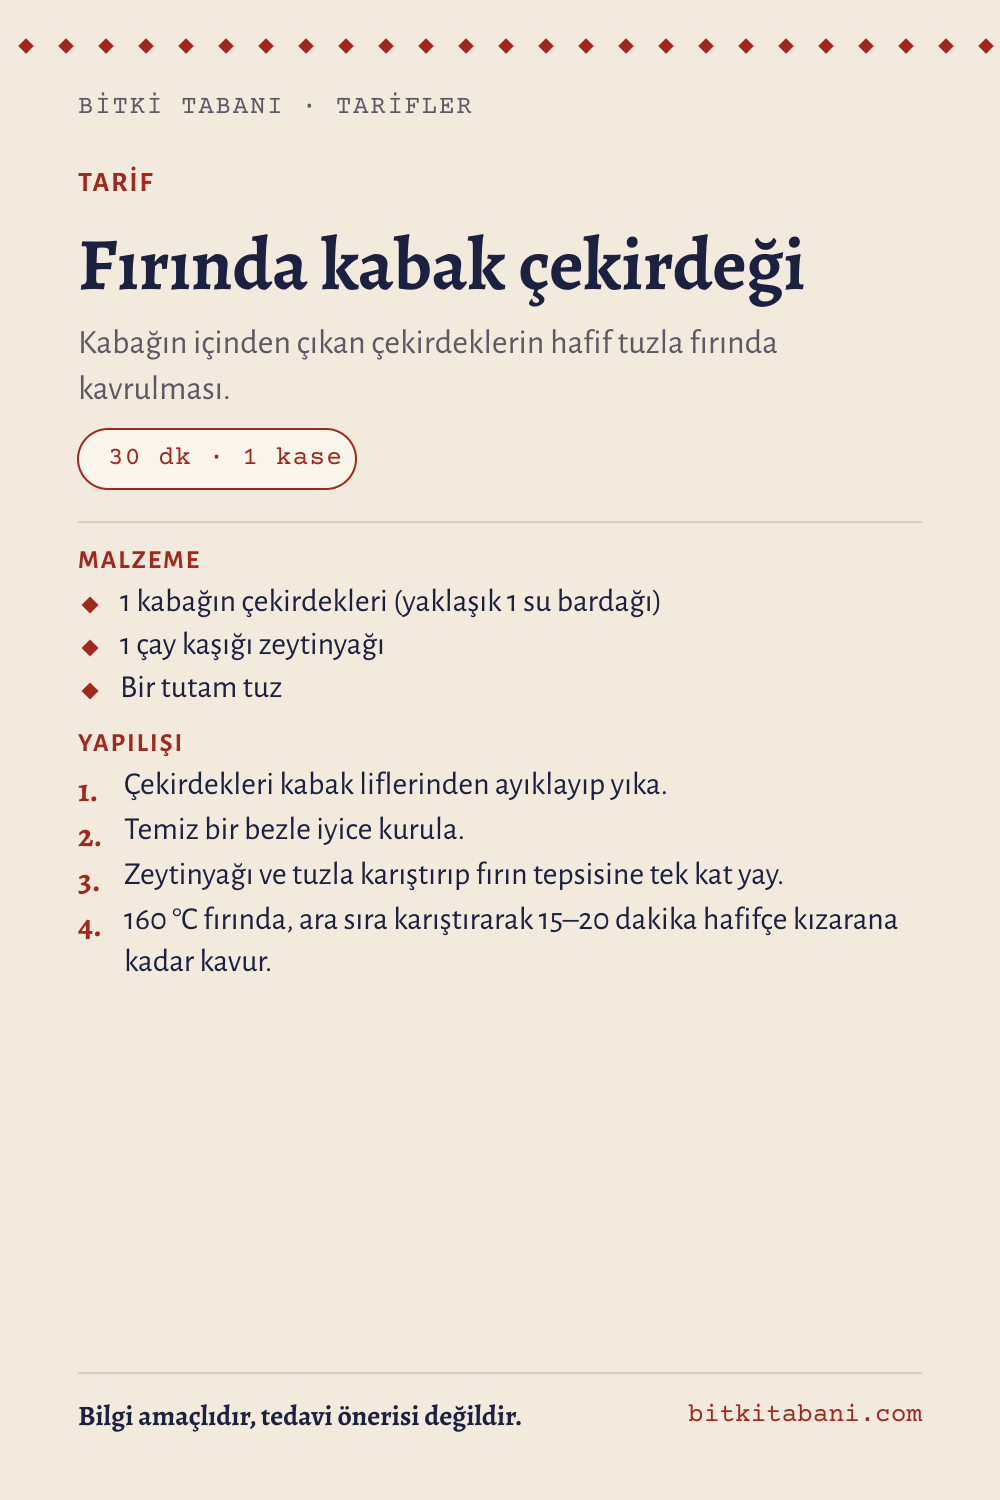 BİTKİ TABANI · TARİFLER
TARİF
Fırında kabak çekirdeği
Kabağın içinden çıkan çekirdeklerin hafif tuzla fırında
kavrulması.
30 dk · 1 kase
MALZEME
◆ 1 kabağın çekirdekleri (yaklaşık 1 su bardağı)
◆ 1 çay kaşığı zeytinyağı
◆ Bir tutam tuz
YAPILIŞI
1. Çekirdekleri kabak liflerinden ayıklayıp yıka.
2. Temiz bir bezle iyice kurula.
3. Zeytinyağı ve tuzla karıştırıp fırın tepsisine tek kat yay.
4. 160 °C fırında, ara sıra karıştırarak 15–20 dakika hafifçe kızarana
kadar kavur.
Bilgi amaçlıdır, tedavi önerisi değildir.
bitkitabani.com